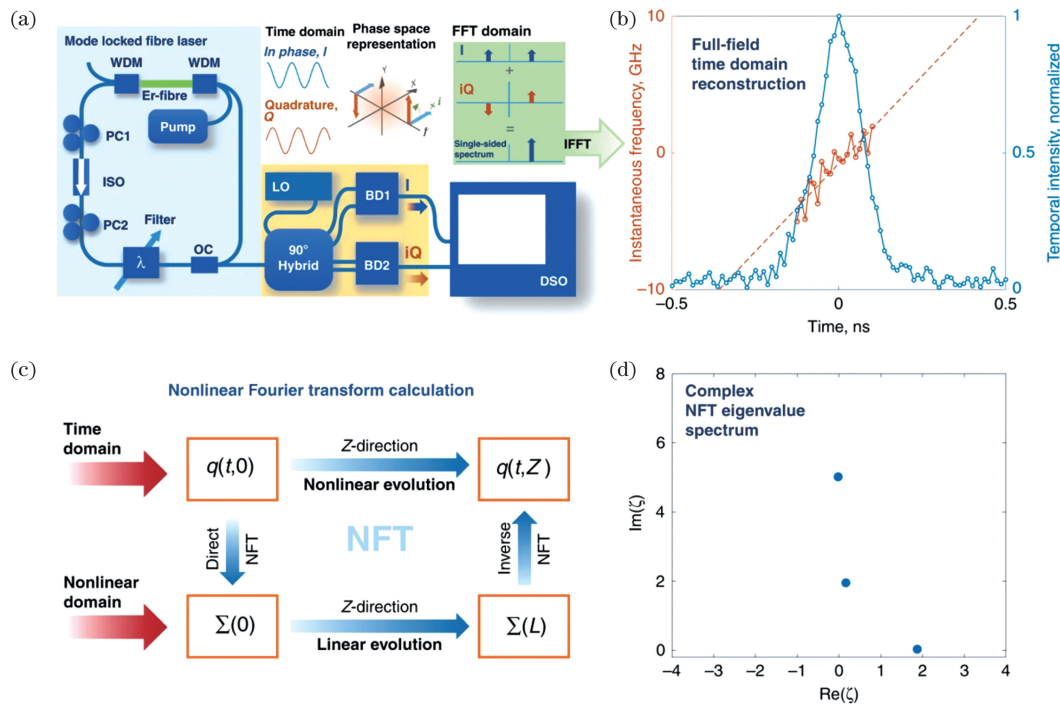 (a)
Mode locked fibre laser
WDM
WDM
Er-fibre
Pump
PC1
ISO
PC2
Filter
λ
OC
Time domain
In phase, I
Quadrature,
Q
Phase space
representation
FFT domain
I
+
iQ
=
Single-sided
spectrum
IFFT
LO
90°
Hybrid
BD1
BD2
I
iQ
DSO
(b)
Full-field
time domain
reconstruction
Instantaneous frequency, GHz
10
0
−10
Temporal intensity, normalized
1
0.5
0
−0.5
0
0.5
Time, ns
(c)
Nonlinear Fourier transform calculation
Time
domain
q(t,0)
Z-direction
Nonlinear evolution
q(t,Z)
Direct
NFT
NFT
Inverse
NFT
Nonlinear
domain
Σ(0)
Z-direction
Linear evolution
Σ(L)
(d)
Complex
NFT eigenvalue
spectrum
Im(ζ)
8
6
4
2
0
−4 −3 −2 −1 0 1 2 3 4
Re(ζ)